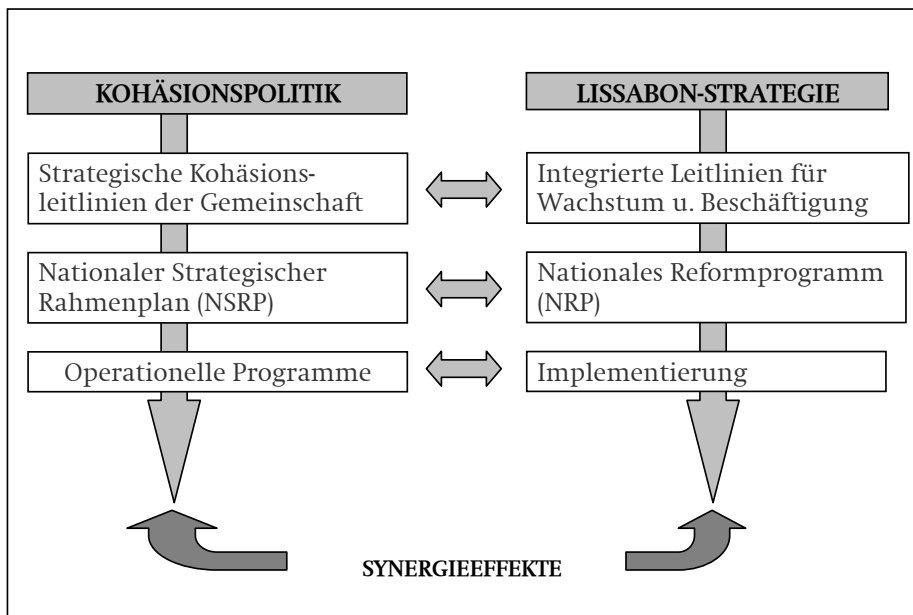 KOHÄSIONSPOLITIK
LISSABON-STRATEGIE
Strategische Kohäsions-
leitlinien der Gemeinschaft
Integrierte Leitlinien für
Wachstum u. Beschäftigung
Nationaler Strategischer
Rahmenplan (NSRP)
Nationales Reformprogramm
(NRP)
Operationelle Programme
Implementierung
SYNERGIEEFFEKTE